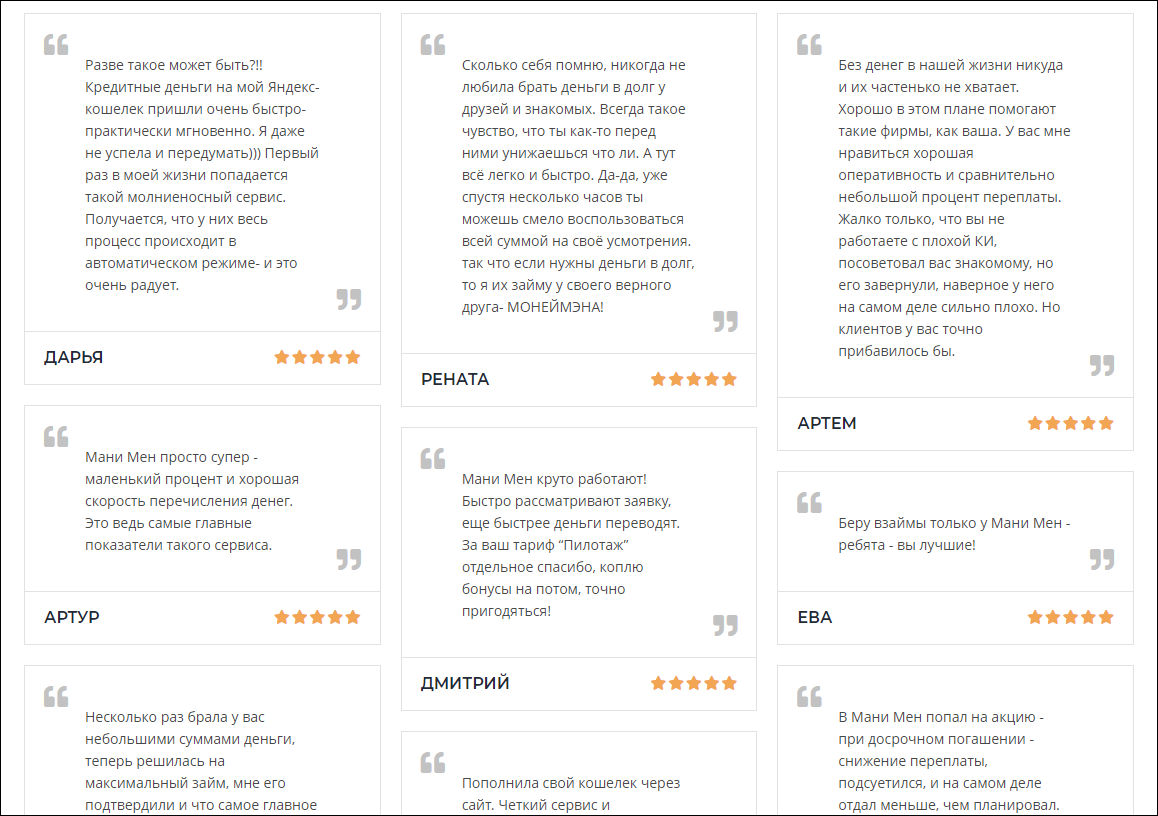 Разве такое может быть?!!
Кредитные деньги на мой Яндекс-
кошелек пришли очень быстро-
практически мгновенно. Я даже
не успела и передумать))) Первый
раз в моей жизни попадается
такой молниеносный сервис.
Получается, что у них весь
процесс происходит в
автоматическом режиме- и это
очень радует.
ДАРЬЯ
Мани Мен просто супер -
маленький процент и хорошая
скорость перечисления денег.
Это ведь самые главные
показатели такого сервиса.
АРТУР
Несколько раз брала у вас
небольшими суммами деньги,
теперь решилась на
максимальный займ, мне его
подтвердили и что самое главное
Сколько себя помню, никогда не
любила брать деньги в долг у
друзей и знакомых. Всегда такое
чувство, что ты как-то перед
ними унижаешься что ли. А тут
всё легко и быстро. Да-да, уже
спустя несколько часов ты
можешь смело воспользоваться
всей суммой на своё усмотрения.
так что если нужны деньги в долг,
то я их займу у своего верного
друга- МОНЕЙМЭНА!
РЕНАТА
Мани Мен круто работают!
Быстро рассматривают заявку,
еще быстрее деньги переводят.
За ваш тариф “Пилотаж”
отдельное спасибо, коплю
бонусы на потом, точно
пригодяться!
ДМИТРИЙ
Пополнила свой кошелек через
сайт. Четкий сервис и
Без денег в нашей жизни никуда
и их частенько не хватает.
Хорошо в этом плане помогают
такие фирмы, как ваша. У вас мне
нравиться хорошая
оперативность и сравнительно
небольшой процент переплаты.
Жалко только, что вы не
работаете с плохой КИ,
посоветовал вас знакомому, но
его завернули, наверное у него
на самом деле сильно плохо. Но
клиентов у вас точно
прибавилось бы.
АРТЕМ
Беру взаймы только у Мани Мен -
ребята - вы лучшие!
ЕВА
В Мани Мен попал на акцию -
при досрочном погашении -
снижение переплаты,
подсуетился, и на самом деле
отдал меньше, чем планировал.